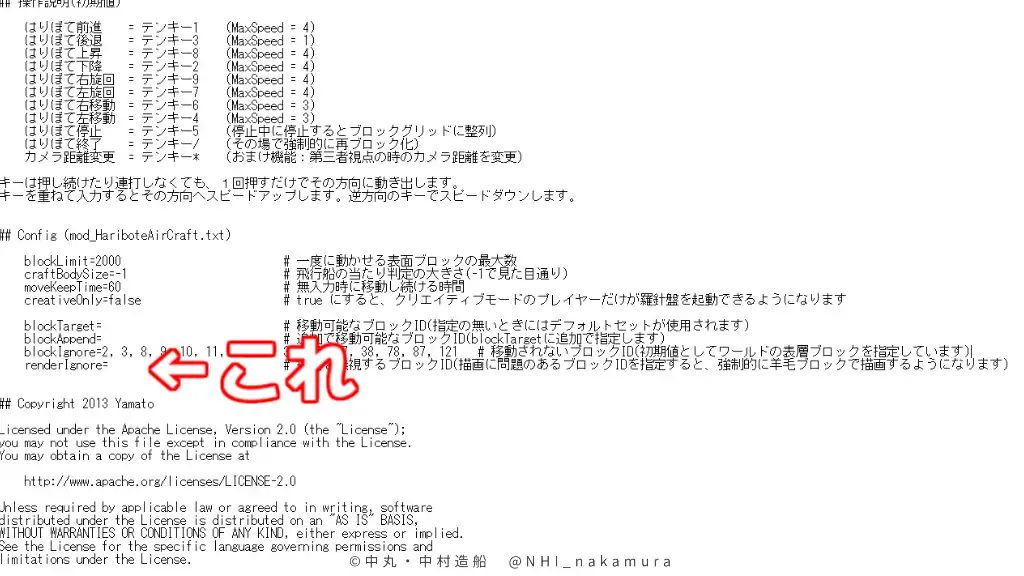 ## 操作説明(初期値)
はりぼて前進 = テンキー1 (MaxSpeed = 4)
はりぼて後退 = テンキー3 (MaxSpeed = 1)
はりぼて上昇 = テンキー8 (MaxSpeed = 4)
はりぼて下降 = テンキー2 (MaxSpeed = 4)
はりぼて右旋回 = テンキー9 (MaxSpeed = 4)
はりぼて左旋回 = テンキー7 (MaxSpeed = 4)
はりぼて右移動 = テンキー6 (MaxSpeed = 3)
はりぼて左移動 = テンキー4 (MaxSpeed = 3)
はりぼて停止 = テンキー5 (停止中に停止するとブロックグリッドに整列)
はりぼて終了 = テンキー/ (その場で強制的に再ブロック化)
カメラ距離変更 = テンキー* (おまけ機能：第三者視点の時のカメラ距離を変更)
キーは押し続けたり連打しなくても、１回押すだけでその方向に動き出します。
キーを重ねて入力するとその方向へスピードアップします。逆方向のキーでスピードダウンします。
## Config (mod_HariboteAirCraft.txt)
blockLimit=2000 # 一度に動かせる表面ブロックの最大数
craftBodySize=-1 # 飛行船の当たり判定の大きさ(-1で見た目通り)
moveKeepTime=60 # 無入力時に移動し続ける時間
creativeOnly=false # true にすると、クリエイティブモードのプレイヤーだけが羅針盤を起動できるようになります
blockTarget= # 移動可能なブロックID(指定の無いときにはデフォルトセットが使用されます)
blockAppend= # 追加で移動可能なブロックID(blockTargetに追加で指定します)
blockIgnore=2, 3, 8, 9, 10, 11, 38, 78, 87, 121 # 移動されないブロックID(初期値としてワールドの表層ブロックを指定しています)
renderIgnore= # 視するブロックID(描画に問題のあるブロックIDを指定すると、強制的に羊毛ブロックで描画するようになります)
←これ
## Copyright 2013 Yamato
Licensed under the Apache License, Version 2.0 (the "License");
you may not use this file except in compliance with the License.
You may obtain a copy of the License at
http://www.apache.org/licenses/LICENSE-2.0
Unless required by applicable law or agreed to in writing, software
distributed under the License is distributed on an "AS IS" BASIS,
WITHOUT WARRANTIES OR CONDITIONS OF ANY KIND, either express or implied.
See the License for the specific language governing permissions and
limitations under the License.
©中丸・中村造船 @NHI_nakamura